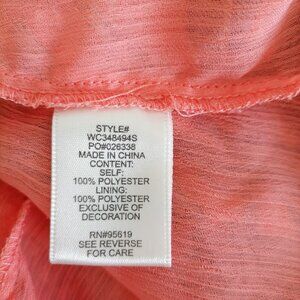 STYLE#
WC348494S
PO#026338
MADE IN CHINA
CONTENT:
SELF:
100% POLYESTER
LINING:
100% POLYESTER
EXCLUSIVE OF
DECORATION
RN#95619
SEE REVERSE
FOR CARE